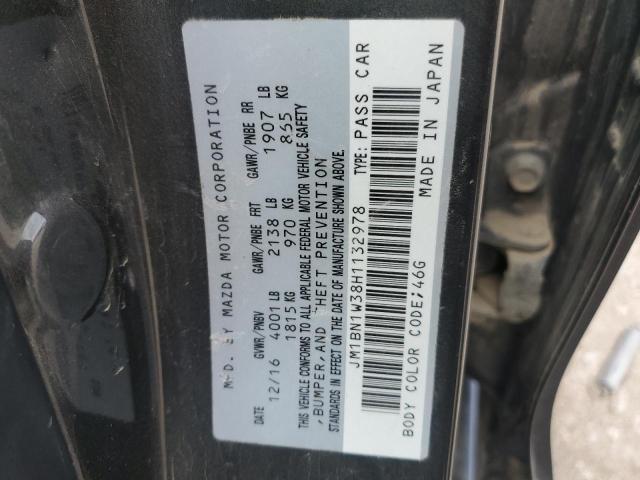 MFD. BY MAZDA MOTOR CORPORATION
DATE GVWR/PNBV GAWR/PNBE FRT GAWR/PNBE RR
12/16 4001 LB 2138 LB 1907 LB
1815 KG 970 KG 865 KG
THIS VEHICLE CONFORMS TO ALL APPLICABLE FEDERAL MOTOR VEHICLE SAFETY
,BUMPER,AND THEFT PREVENTION
STANDARDS IN EFFECT ON THE DATE OF MANUFACTURE SHOWN ABOVE.
JM1BN1W38H1132978 TYPE: PASS CAR
BODY COLOR CODE:46G MADE IN JAPAN